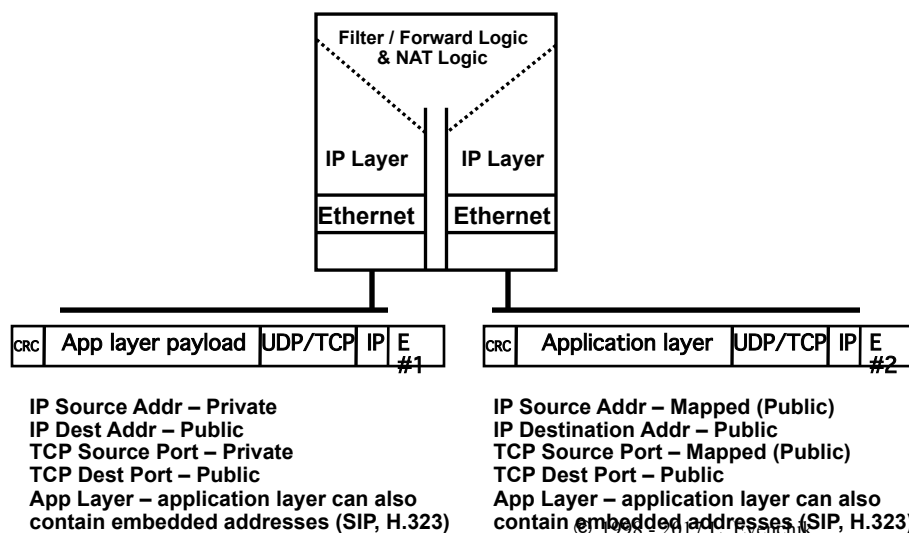 Filter / Forward Logic
& NAT Logic
IP Layer
IP Layer
Ethernet
Ethernet
CRC
App layer payload
UDP/TCP
IP
E
#1
CRC
Application layer
UDP/TCP
IP
E
#2
IP Source Addr – Private
IP Dest Addr – Public
TCP Source Port – Private
TCP Dest Port – Public
App Layer – application layer can also
contain embedded addresses (SIP, H.323)
IP Source Addr – Mapped (Public)
IP Destination Addr – Public
TCP Source Port – Mapped (Public)
TCP Dest Port – Public
App Layer – application layer can also
contain embedded addresses (SIP, H.323)
© 1998 - 2017 L. Evenchik